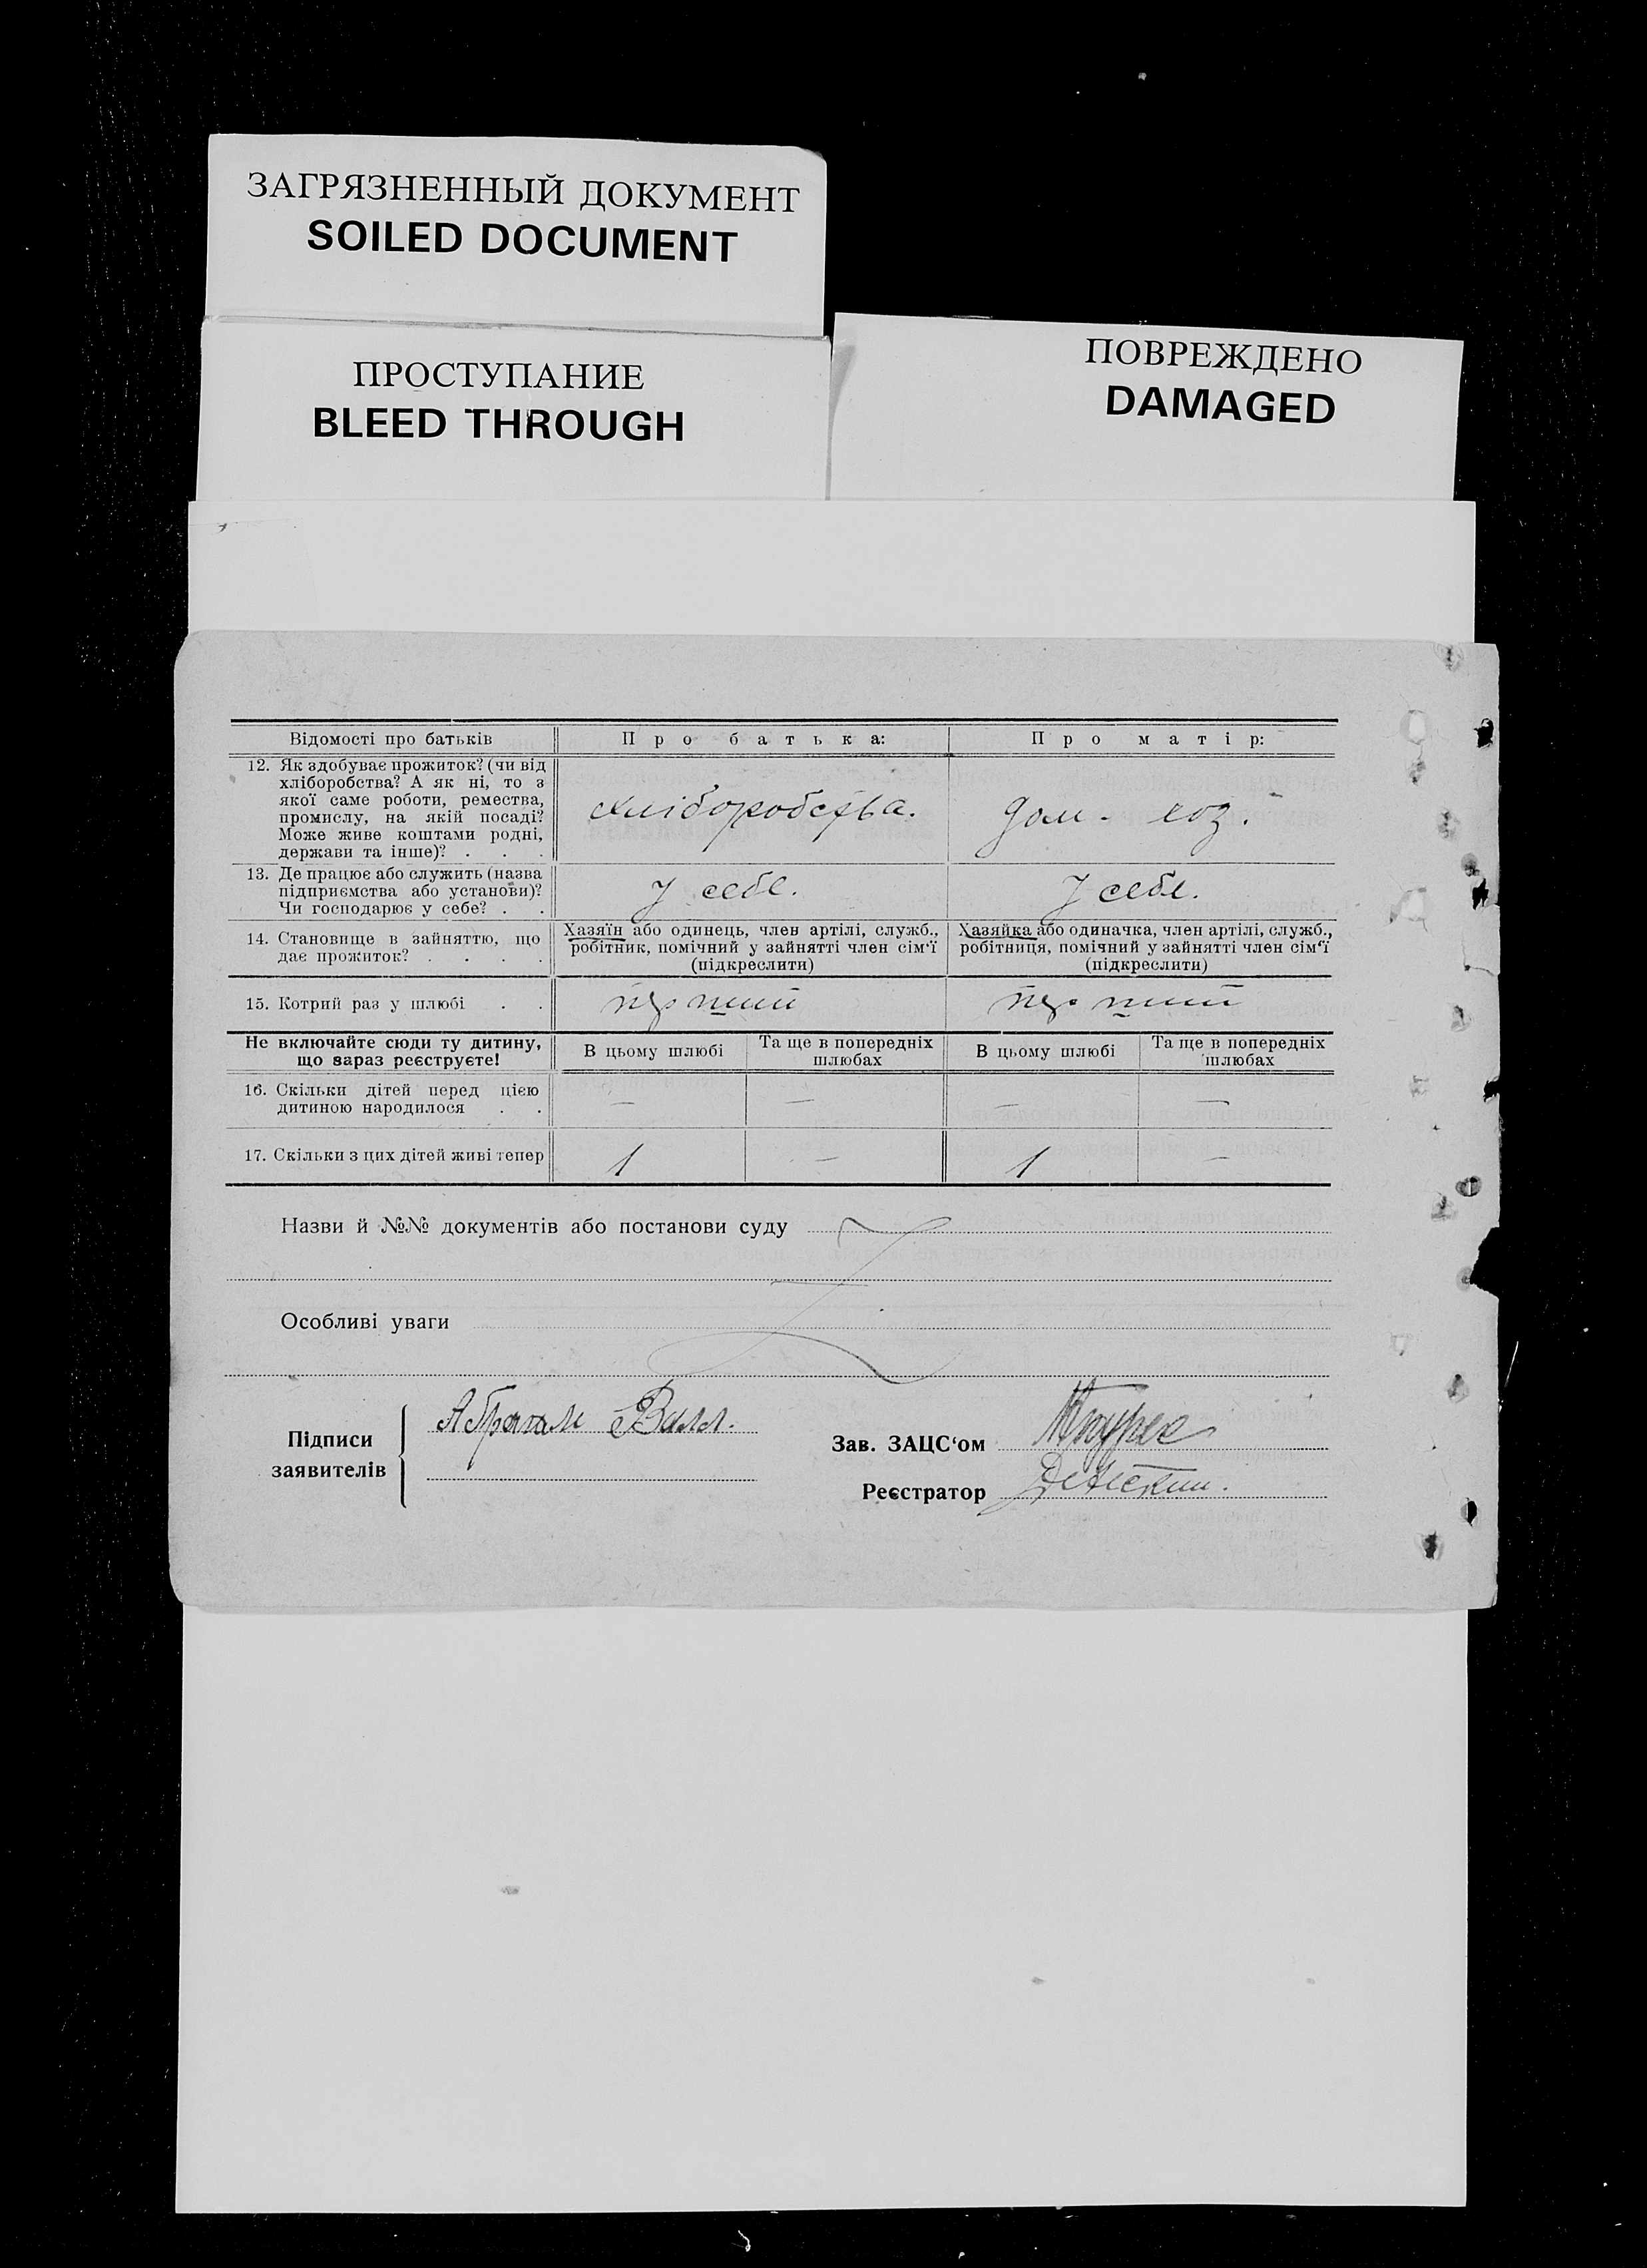 ЗАГРЯЗНЕННЫЙ ДОКУМЕНТ
SOILED DOCUMENT
ПРОСТУПАНИЕ
BLEED THROUGH
ПОВРЕЖДЕНО
DAMAGED
Відомості про батьків
Про батька:
Про матір:
12. Як здобуває прожиток? (чи від
хліборобства? А як ні, то з
якої саме роботи, ремества,
промислу, на якій посаді?
Може живе коштами родні,
держави та інше)? . . .
хліборобства.
дом. хоз.
13. Де працює або служить (назва
підприємства або установи)?
Чи господарює у себе? . .
У себе.
У себе.
14. Становище в зайняттю, що
дає прожиток? . . . .
Хазяїн або одинець, член артілі, служб.,
робітник, помічний у зайнятті член сім'ї
(підкреслити)
Хазяйка або одиначка, член артілі, служб.,
робітниця, помічний у зайнятті член сім'ї
(підкреслити)
15. Котрий раз у шлюбі . .
перший
перший
Не включайте сюди ту дитину,
що зараз реєструєте!
В цьому шлюбі
Та ще в попередніх
шлюбах
В цьому шлюбі
Та ще в попередніх
шлюбах
16. Скільки дітей перед цією
дитиною народилося . .
— — — —
17. Скільки з цих дітей живі тепер
1 — 1 —
Назви й №№ документів або постанови суду
Особливі уваги
Підписи
заявителів
Абрагам Валл.
Зав. ЗАЦС'ом
Реєстратор